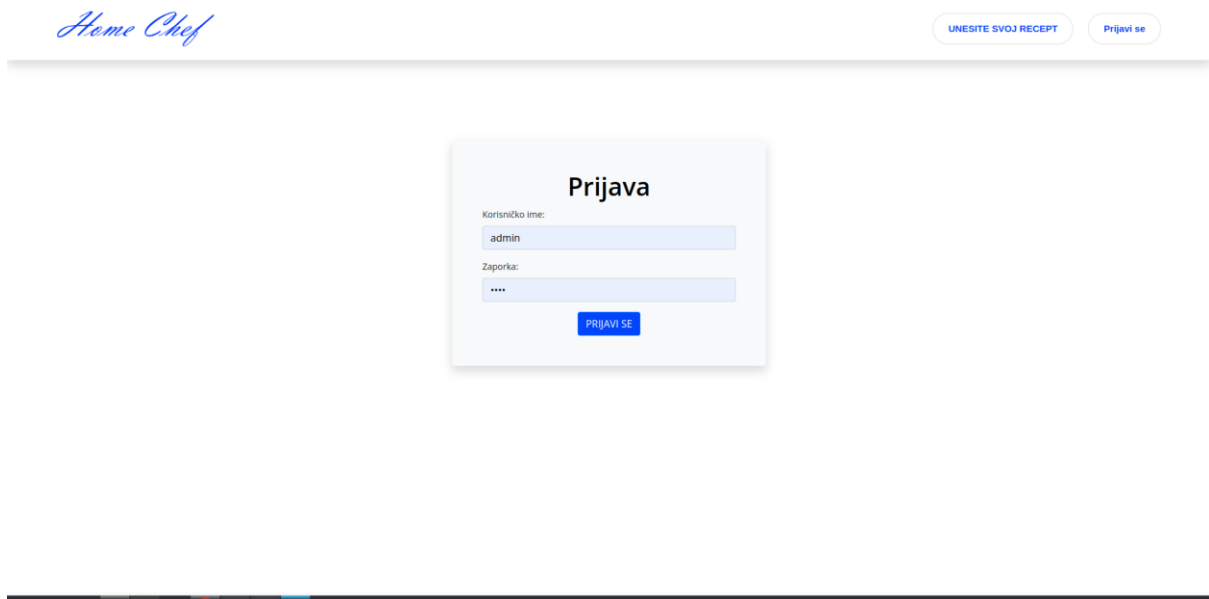 Home Chef
UNESITE SVOJ RECEPT
Prijavi se
Prijava
Korisničko ime:
admin
Zaporka:
••••
PRIJAVI SE